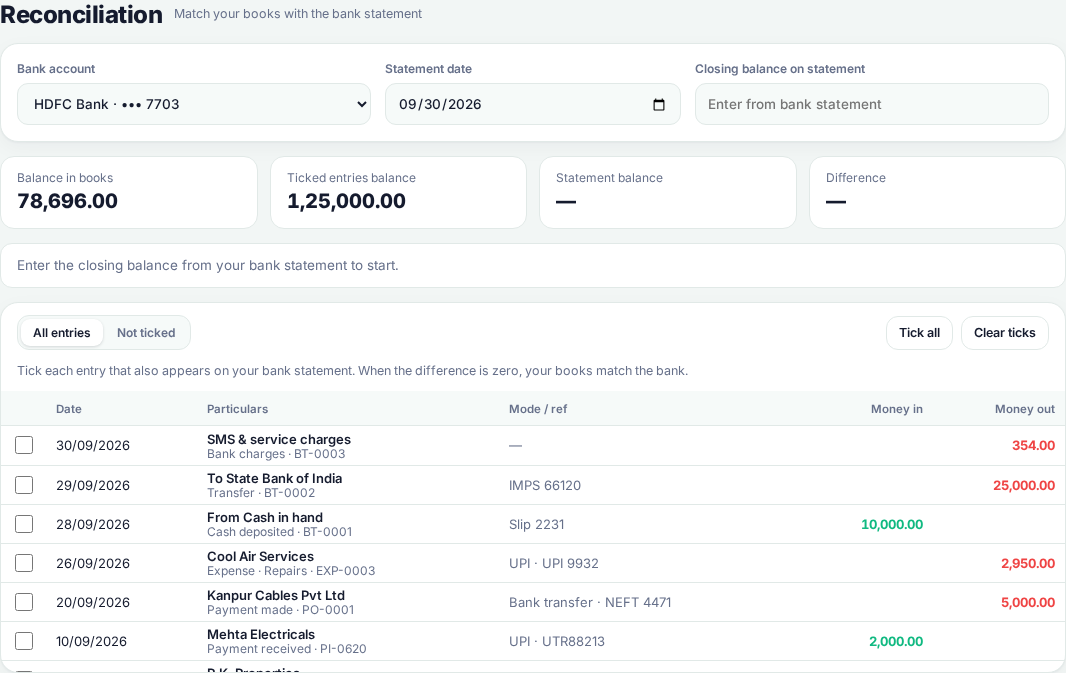 Reconciliation Match your books with the bank statement
Bank account Statement date Closing balance on statement
HDFC Bank · ••• 7703 09/30/2026 Enter from bank statement
Balance in books Ticked entries balance Statement balance Difference
78,696.00 1,25,000.00 — —
Enter the closing balance from your bank statement to start.
All entries Not ticked Tick all Clear ticks
Tick each entry that also appears on your bank statement. When the difference is zero, your books match the bank.
Date Particulars Mode / ref Money in Money out
30/09/2026 SMS & service charges — 354.00
Bank charges · BT-0003
29/09/2026 To State Bank of India IMPS 66120 25,000.00
Transfer · BT-0002
28/09/2026 From Cash in hand Slip 2231 10,000.00
Cash deposited · BT-0001
26/09/2026 Cool Air Services UPI · UPI 9932 2,950.00
Expense · Repairs · EXP-0003
20/09/2026 Kanpur Cables Pvt Ltd Bank transfer · NEFT 4471 5,000.00
Payment made · PO-0001
10/09/2026 Mehta Electricals UPI · UTR88213 2,000.00
Payment received · PI-0620